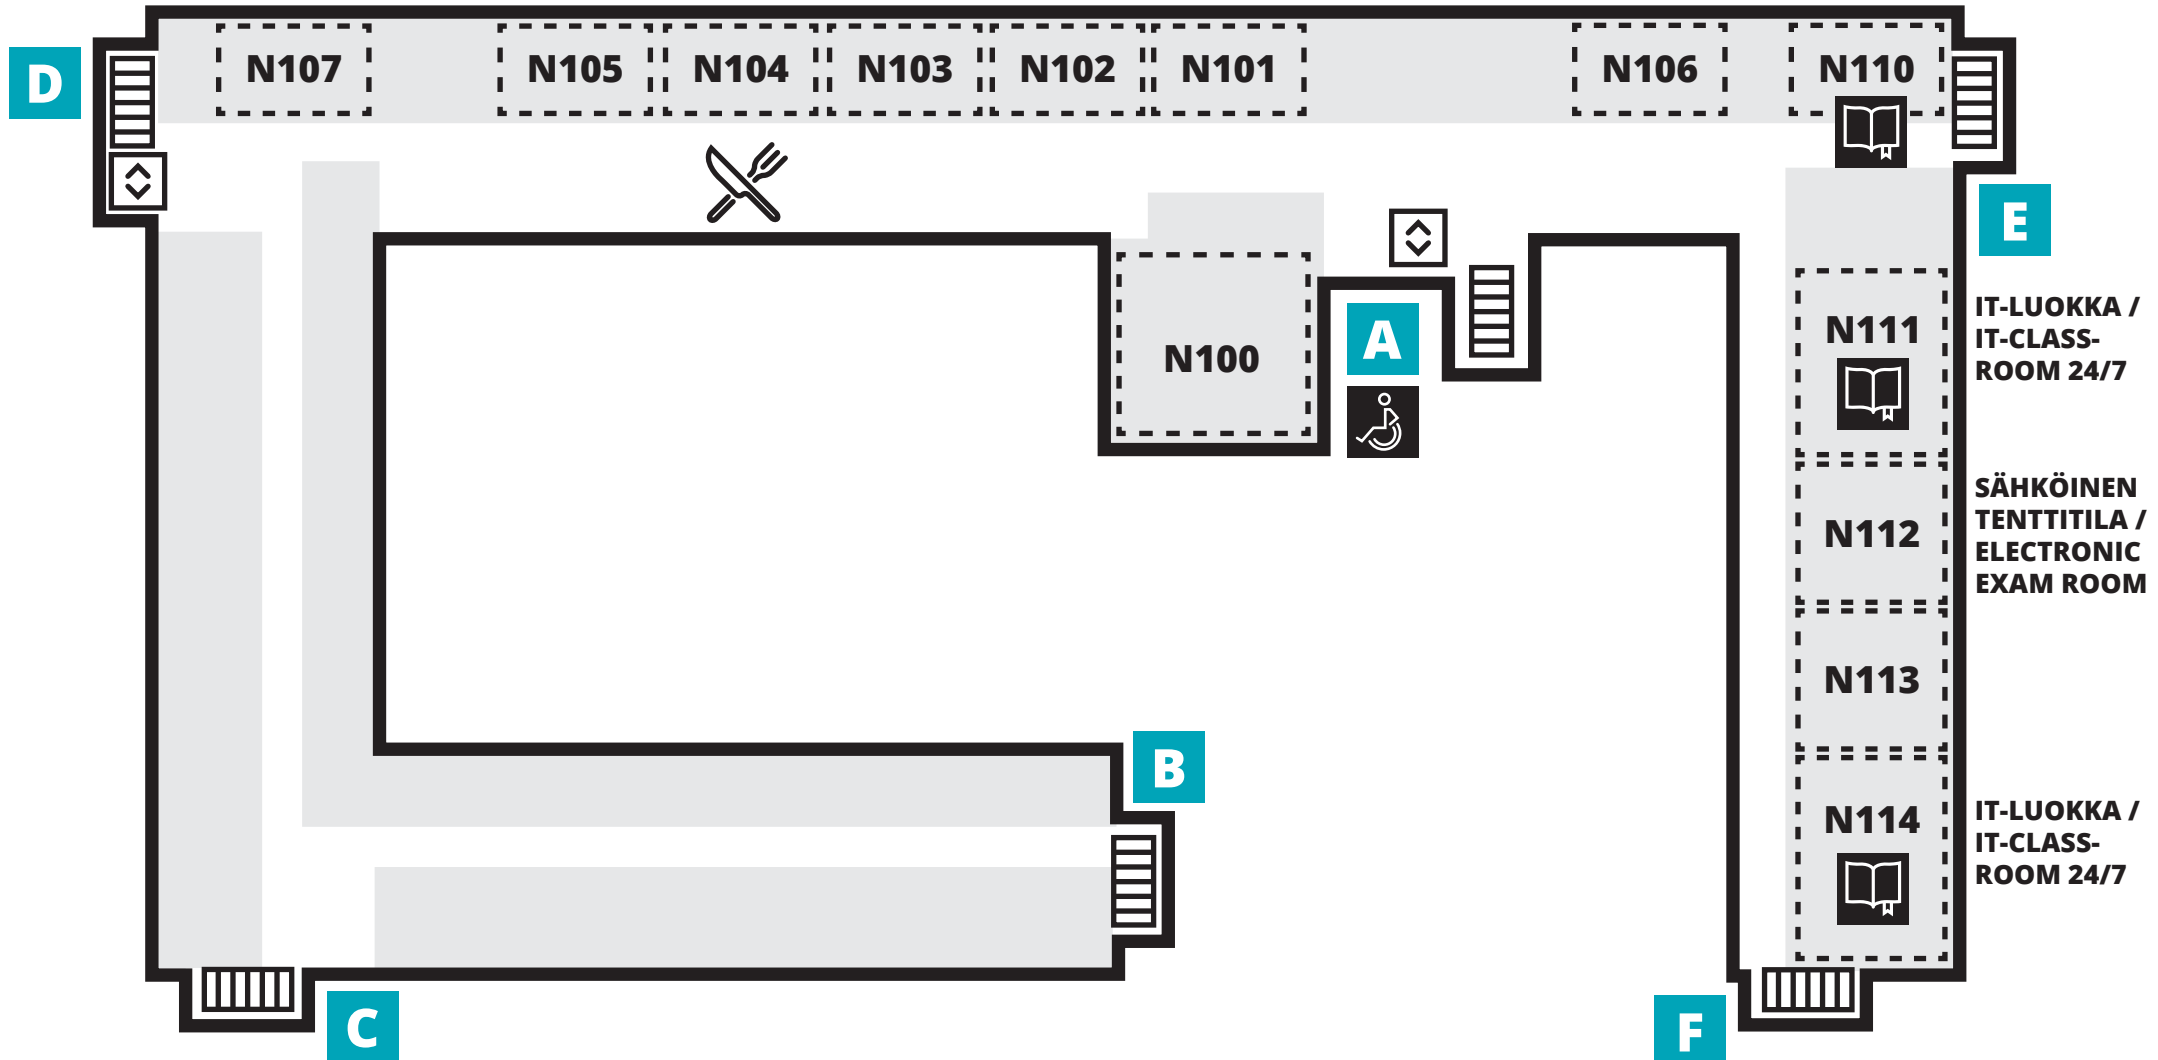 D
N107
N105
N104
N103
N102
N101
N106
N110
E
N100
A
N111
IT-LUOKKA /
IT-CLASS-
ROOM 24/7
N112
SÄHKÖINEN
TENTTITILA /
ELECTRONIC
EXAM ROOM
N113
B
N114
IT-LUOKKA /
IT-CLASS-
ROOM 24/7
C
F